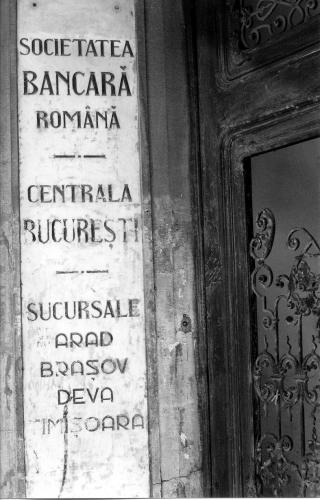 SOCIETATEA
BANCARĂ
ROMÂNĂ
CENTRALA
BUCUREȘTI
SUCURSALE
ARAD
BRAȘOV
DEVA
TIMIȘOARA